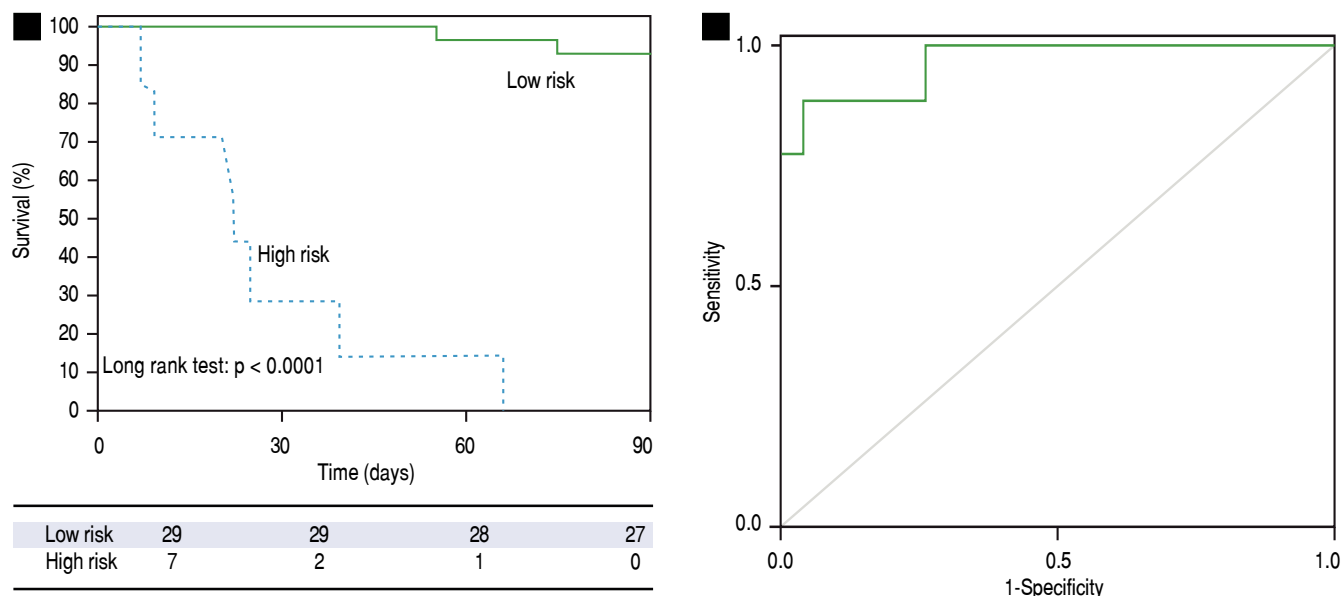 100
90
80
70
60
50
40
30
20
10
0
Survival (%)
Low risk
High risk
Long rank test: p < 0.0001
0 30 60 90
Time (days)
Low risk 29 29 28 27
High risk 7 2 1 0
1.0
0.5
0.0
Sensitivity
0.0 0.5 1.0
1-Specificity